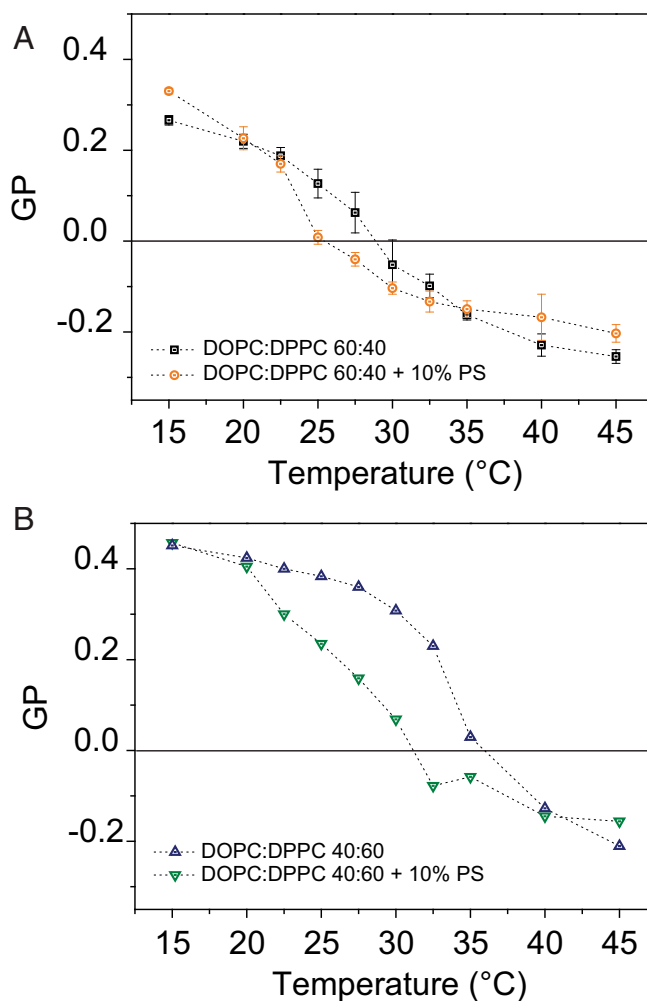 A
0.4
0.2
0.0
-0.2
GP
DOPC:DPPC 60:40
DOPC:DPPC 60:40 + 10% PS
15 20 25 30 35 40 45
Temperature (°C)
B
0.4
0.2
0.0
-0.2
GP
DOPC:DPPC 40:60
DOPC:DPPC 40:60 + 10% PS
15 20 25 30 35 40 45
Temperature (°C)